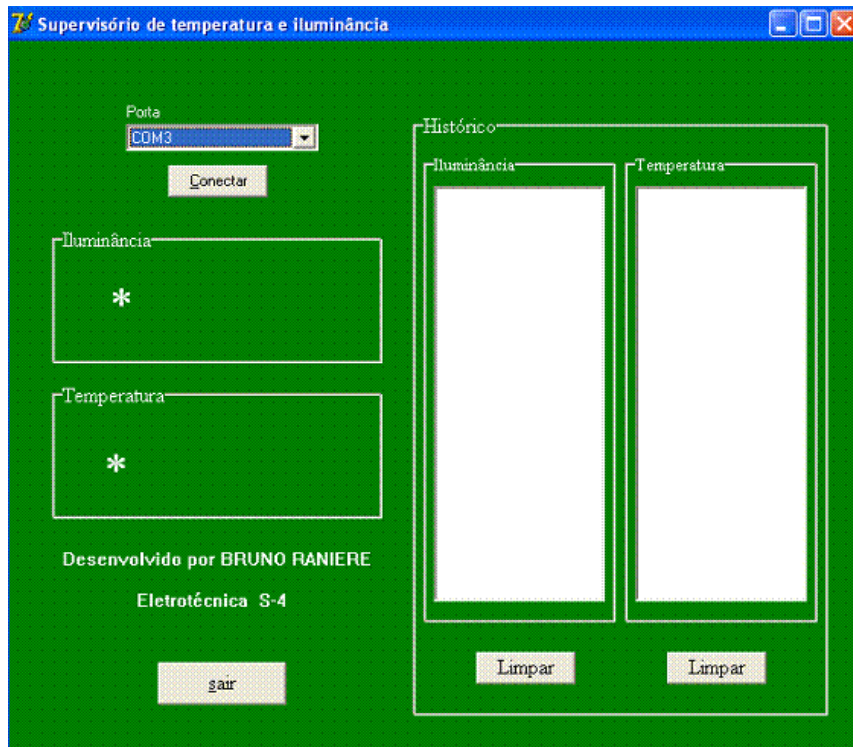 Supervisório de temperatura e iluminância
Porta
COM3
Conectar
Iluminância
*
Temperatura
*
Desenvolvido por BRUNO RANIERE
Eletrotécnica S-4
sair
Histórico
Iluminância
Temperatura
Limpar
Limpar